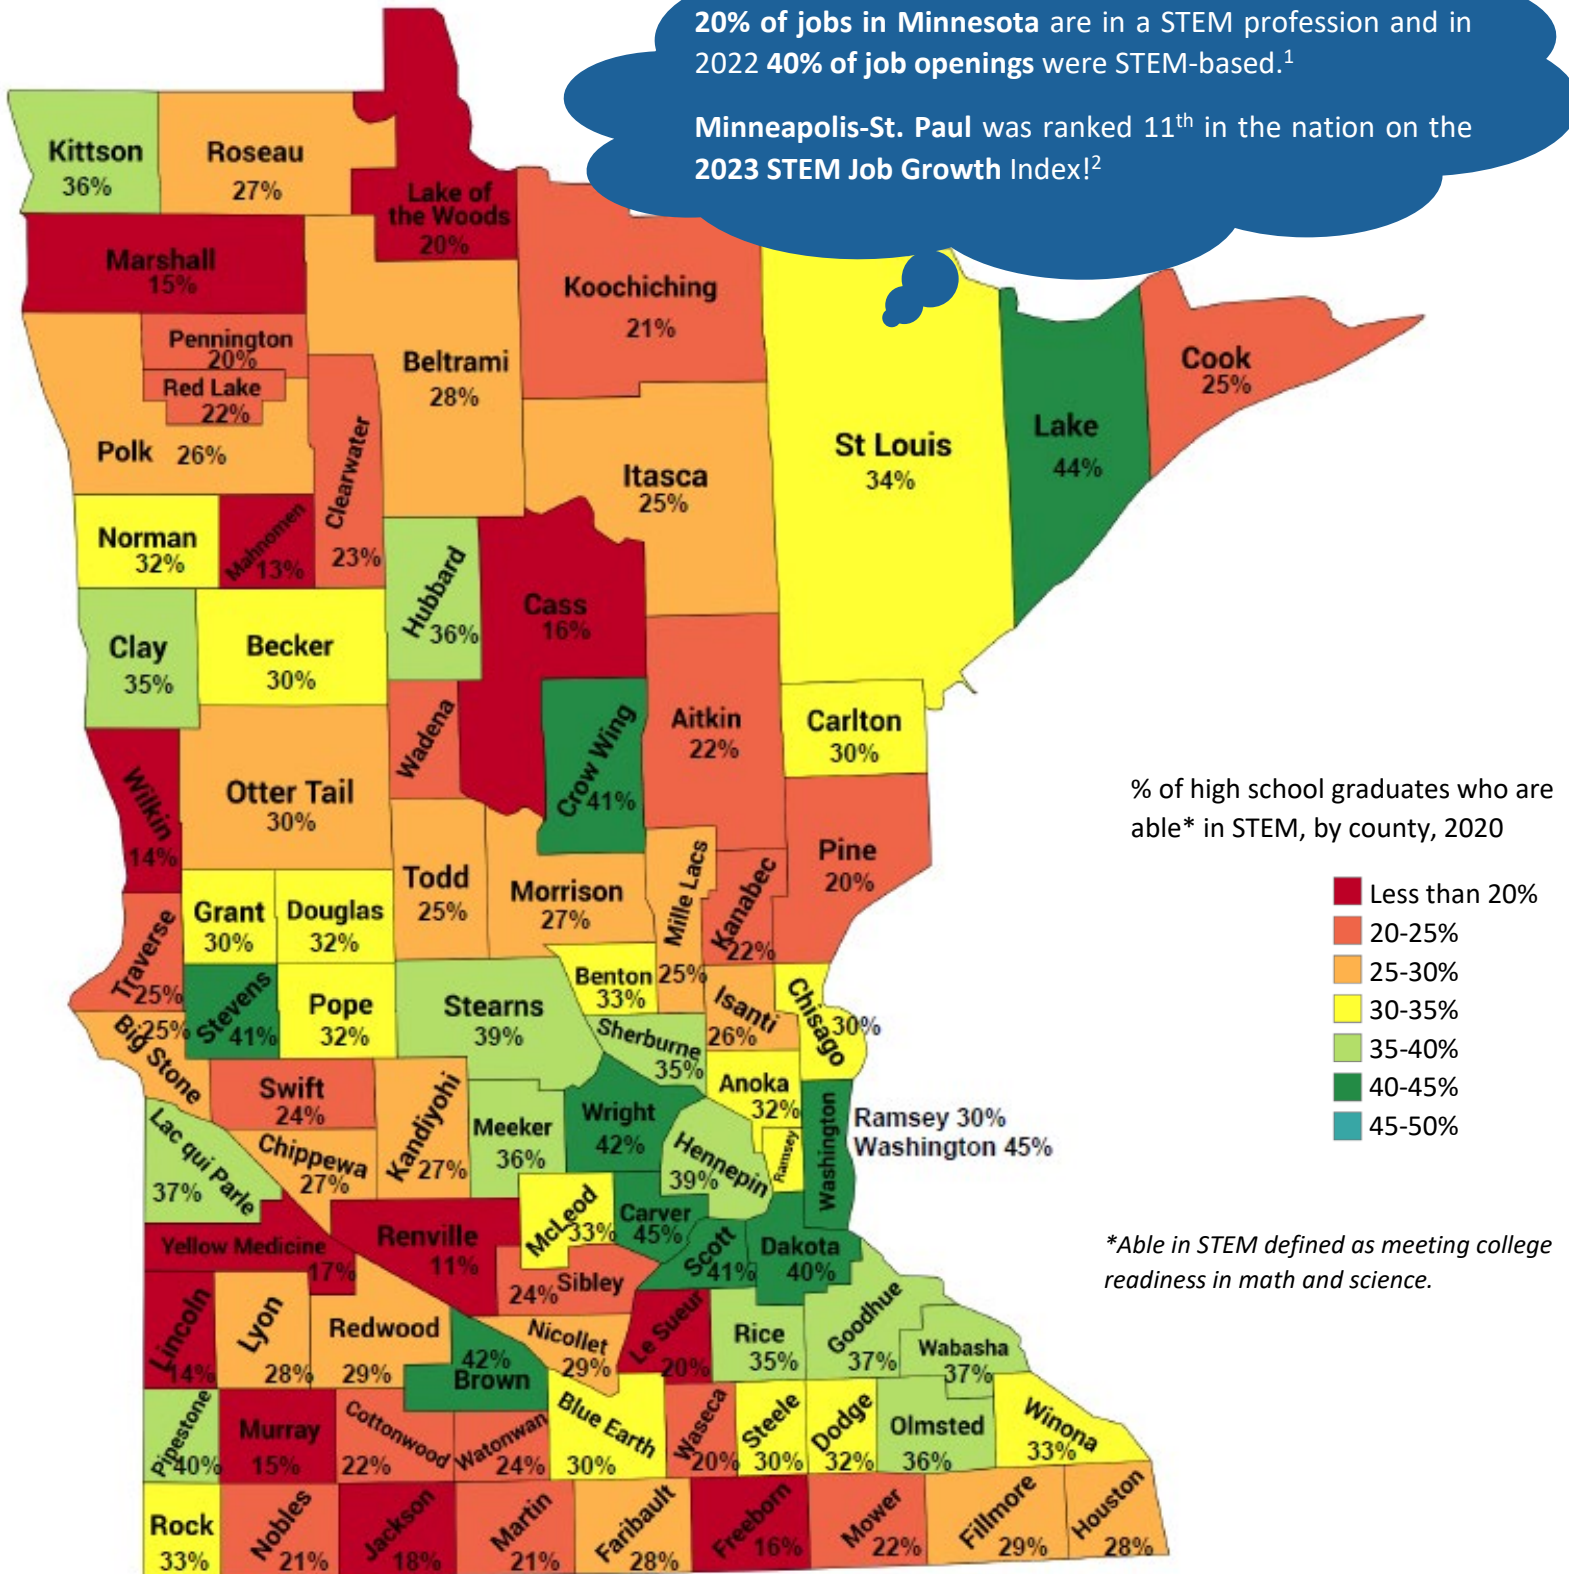 20% of jobs in Minnesota are in a STEM profession and in
2022 40% of job openings were STEM-based.1
Minneapolis-St. Paul was ranked 11th in the nation on the
2023 STEM Job Growth Index!2
Kittson
36%
Roseau
27%
Lake of
the Woods
20%
Marshall
15%
Koochiching
21%
Pennington
20%
Red Lake
22%
Polk 26%
Clearwater
23%
Beltrami
28%
Itasca
25%
St Louis
34%
Lake
44%
Cook
25%
Norman
32%
Mahnomen
13%
Hubbard
36%
Cass
16%
Clay
35%
Becker
30%
Wadena
Crow Wing
41%
Aitkin
22%
Carlton
30%
Wilkin
14%
Otter Tail
30%
Todd
25%
Morrison
27%
Mille Lacs
25%
Kanabec
22%
Pine
20%
% of high school graduates who are
able* in STEM, by county, 2020
Less than 20%
20-25%
25-30%
30-35%
35-40%
40-45%
45-50%
*Able in STEM defined as meeting college
readiness in math and science.
Traverse
25%
Grant
30%
Douglas
32%
Big Stone
25%
Stevens
41%
Pope
32%
Stearns
39%
Benton
33%
Sherburne
35%
Isanti
26%
Chisago
30%
Swift
24%
Kandiyohi
27%
Meeker
36%
Wright
42%
Anoka
32%
Hennepin
39%
Ramsey
Washington
Ramsey 30%
Washington 45%
Lac qui Parle
37%
Chippewa
27%
Yellow Medicine
17%
Renville
11%
McLeod
33%
Carver
45%
Scott
41%
Dakota
40%
Sibley
24%
Lincoln
14%
Lyon
28%
Redwood
29%
42%
Brown
Nicollet
29%
Le Sueur
20%
Rice
35%
Goodhue
37%
Wabasha
37%
Pipestone
40%
Murray
15%
Cottonwood
22%
Watonwan
24%
Blue Earth
30%
Waseca
20%
Steele
30%
Dodge
32%
Olmsted
36%
Winona
33%
Rock
33%
Nobles
21%
Jackson
18%
Martin
21%
Faribault
28%
Freeborn
16%
Mower
22%
Fillmore
29%
Houston
28%